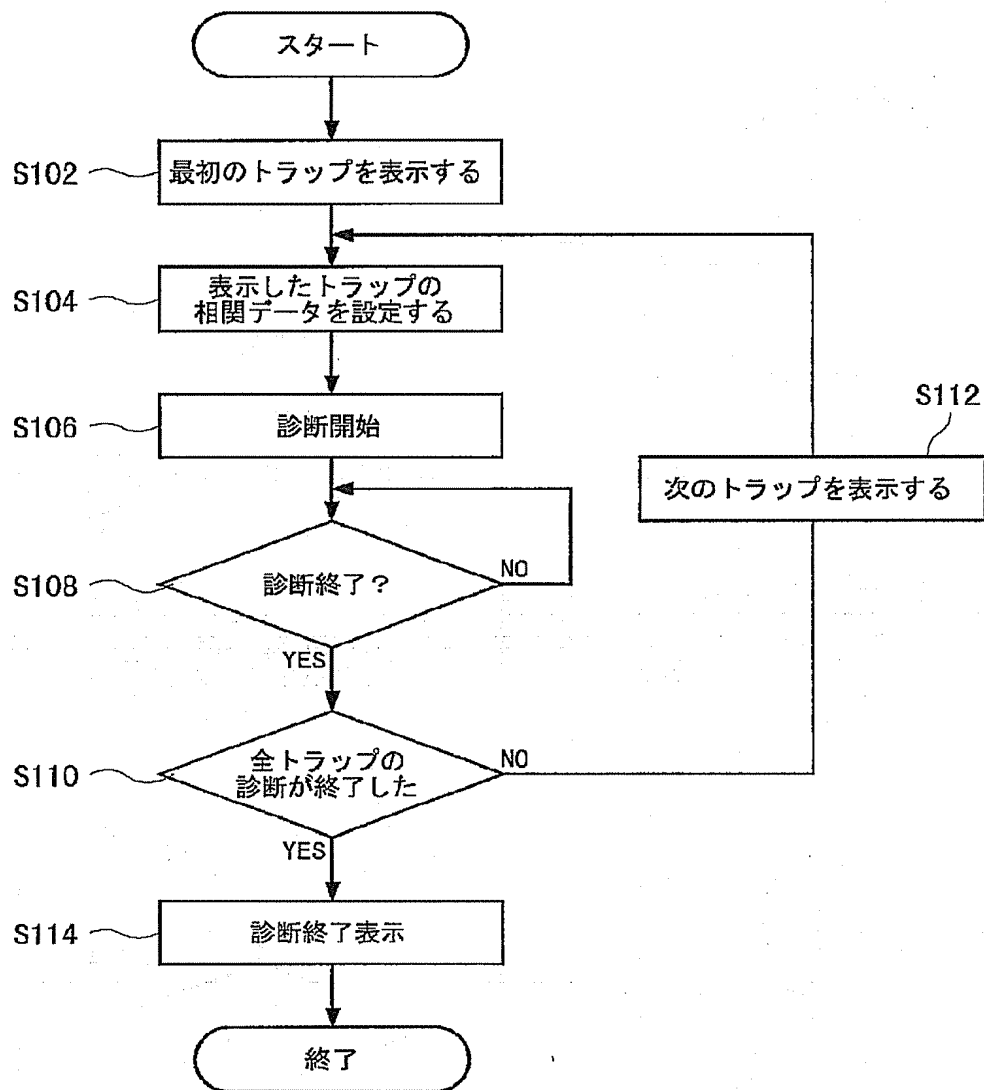 スタート
S102
最初のトラップを表示する
S104
表示したトラップの
相関データを設定する
S106
診断開始
S112
次のトラップを表示する
S108
診断終了?
NO
YES
S110
全トラップの
診断が終了した
NO
YES
S114
診断終了表示
終了